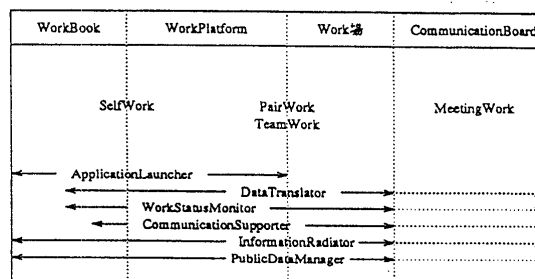 WorkBook WorkPlatform Work場 CommunicationBoard
SelfWork PairWork MeetingWork
TeamWork
ApplicationLauncher
DataTranslator
WorkStatusMonitor
CommunicationSupporter
InformationRadiator
PublicDataManager